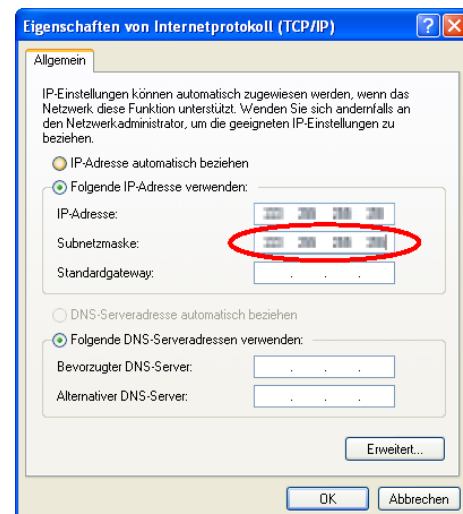 Eigenschaften von Internetprotokoll (TCP/IP)
Allgemein
IP-Einstellungen können automatisch zugewiesen werden, wenn das
Netzwerk diese Funktion unterstützt. Wenden Sie sich andernfalls an
den Netzwerkadministrator, um die geeigneten IP-Einstellungen zu
beziehen.
IP-Adresse automatisch beziehen
Folgende IP-Adresse verwenden:
IP-Adresse:
Subnetzmaske:
Standardgateway:
DNS-Serveradresse automatisch beziehen
Folgende DNS-Serveradressen verwenden:
Bevorzugter DNS-Server:
Alternativer DNS-Server:
Erweitert...
OK Abbrechen